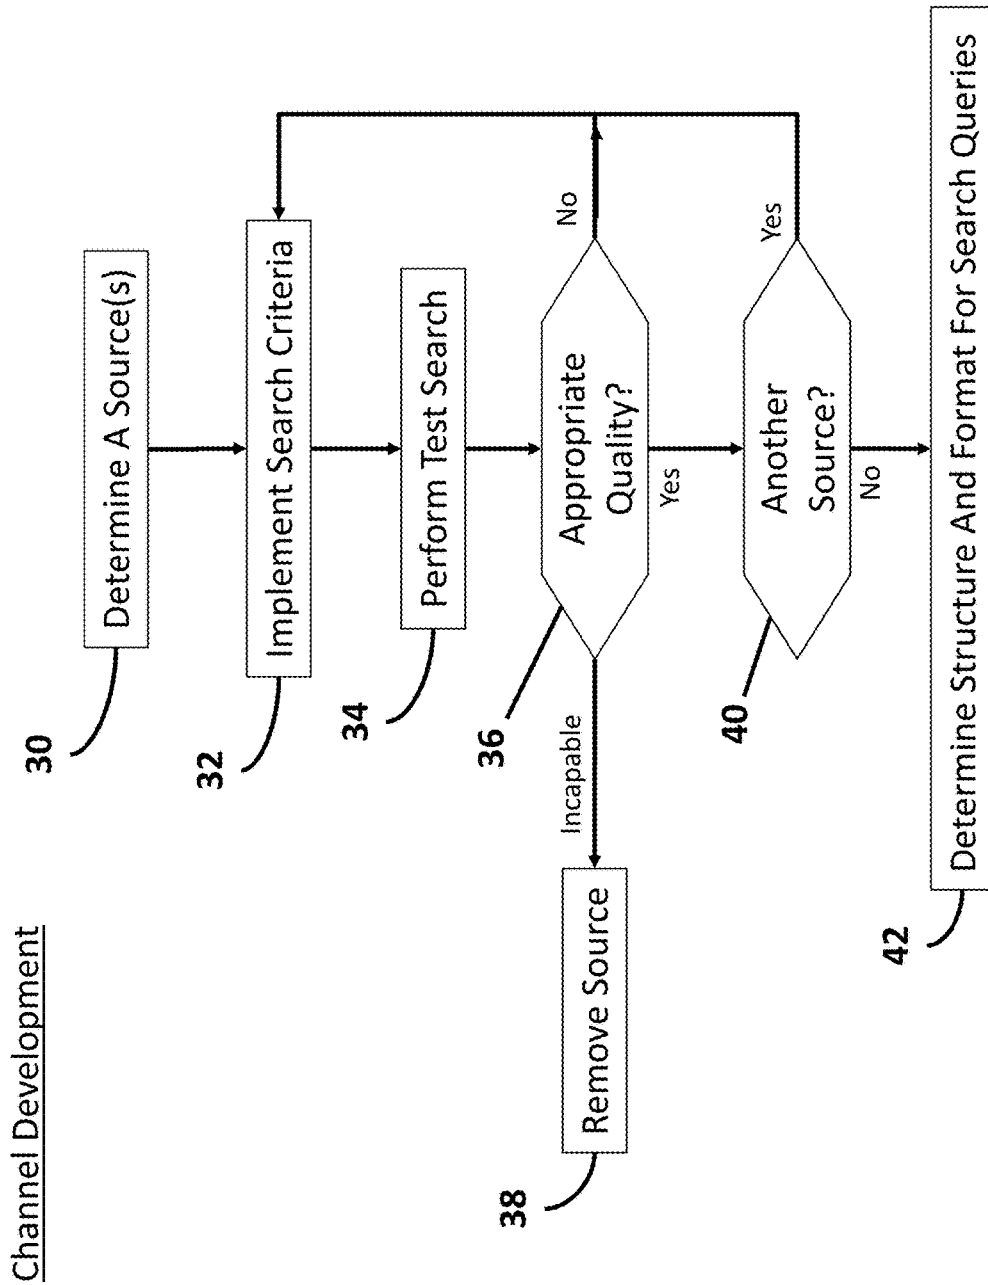 Channel Development
30
Determine A Source(s)
32
Implement Search Criteria
34
Perform Test Search
36
Appropriate
Quality?
No
Yes
Incapable
38
Remove Source
40
Another
Source?
Yes
No
42
Determine Structure And Format For Search Queries